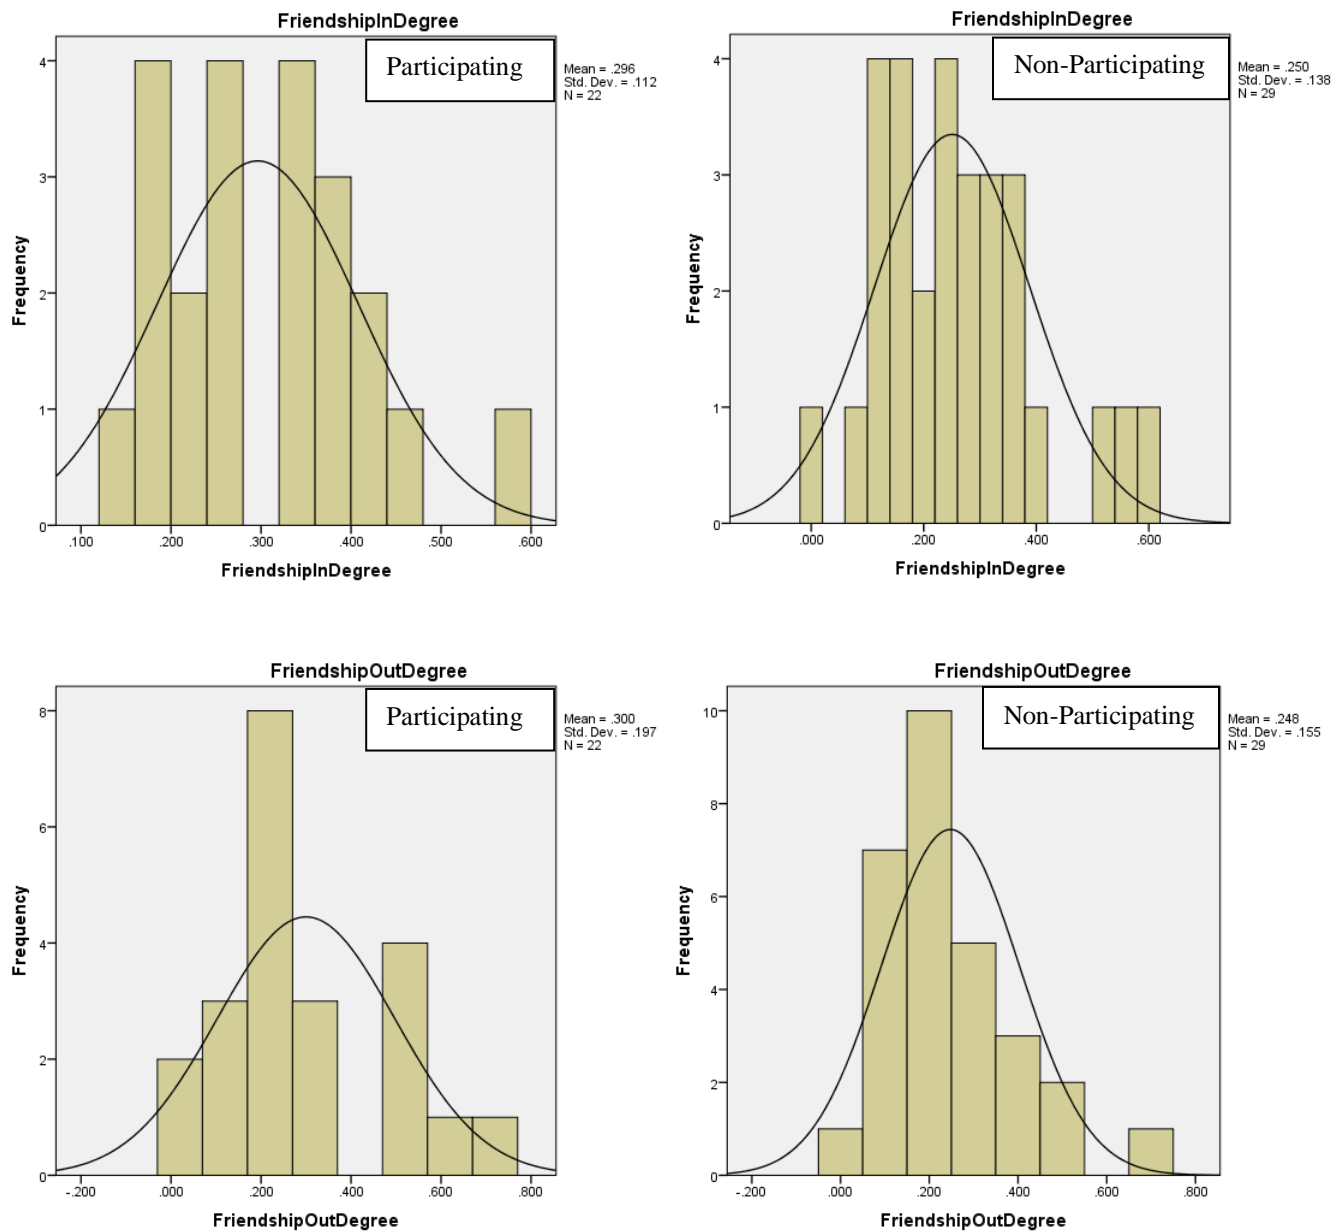 FriendshipInDegree
Participating
Mean = .296
Std. Dev. = .112
N = 22
Frequency
4
3
2
1
0
.100 .200 .300 .400 .500 .600
FriendshipInDegree
FriendshipInDegree
Non-Participating
Mean = .250
Std. Dev. = .138
N = 29
Frequency
4
3
2
1
0
.000 .200 .400 .600
FriendshipInDegree
FriendshipOutDegree
Participating
Mean = .300
Std. Dev. = .197
N = 22
Frequency
8
6
4
2
0
-.200 .000 .200 .400 .600 .800
FriendshipOutDegree
FriendshipOutDegree
Non-Participating
Mean = .248
Std. Dev. = .155
N = 29
Frequency
10
8
6
4
2
0
-.200 .000 .200 .400 .600 .800
FriendshipOutDegree